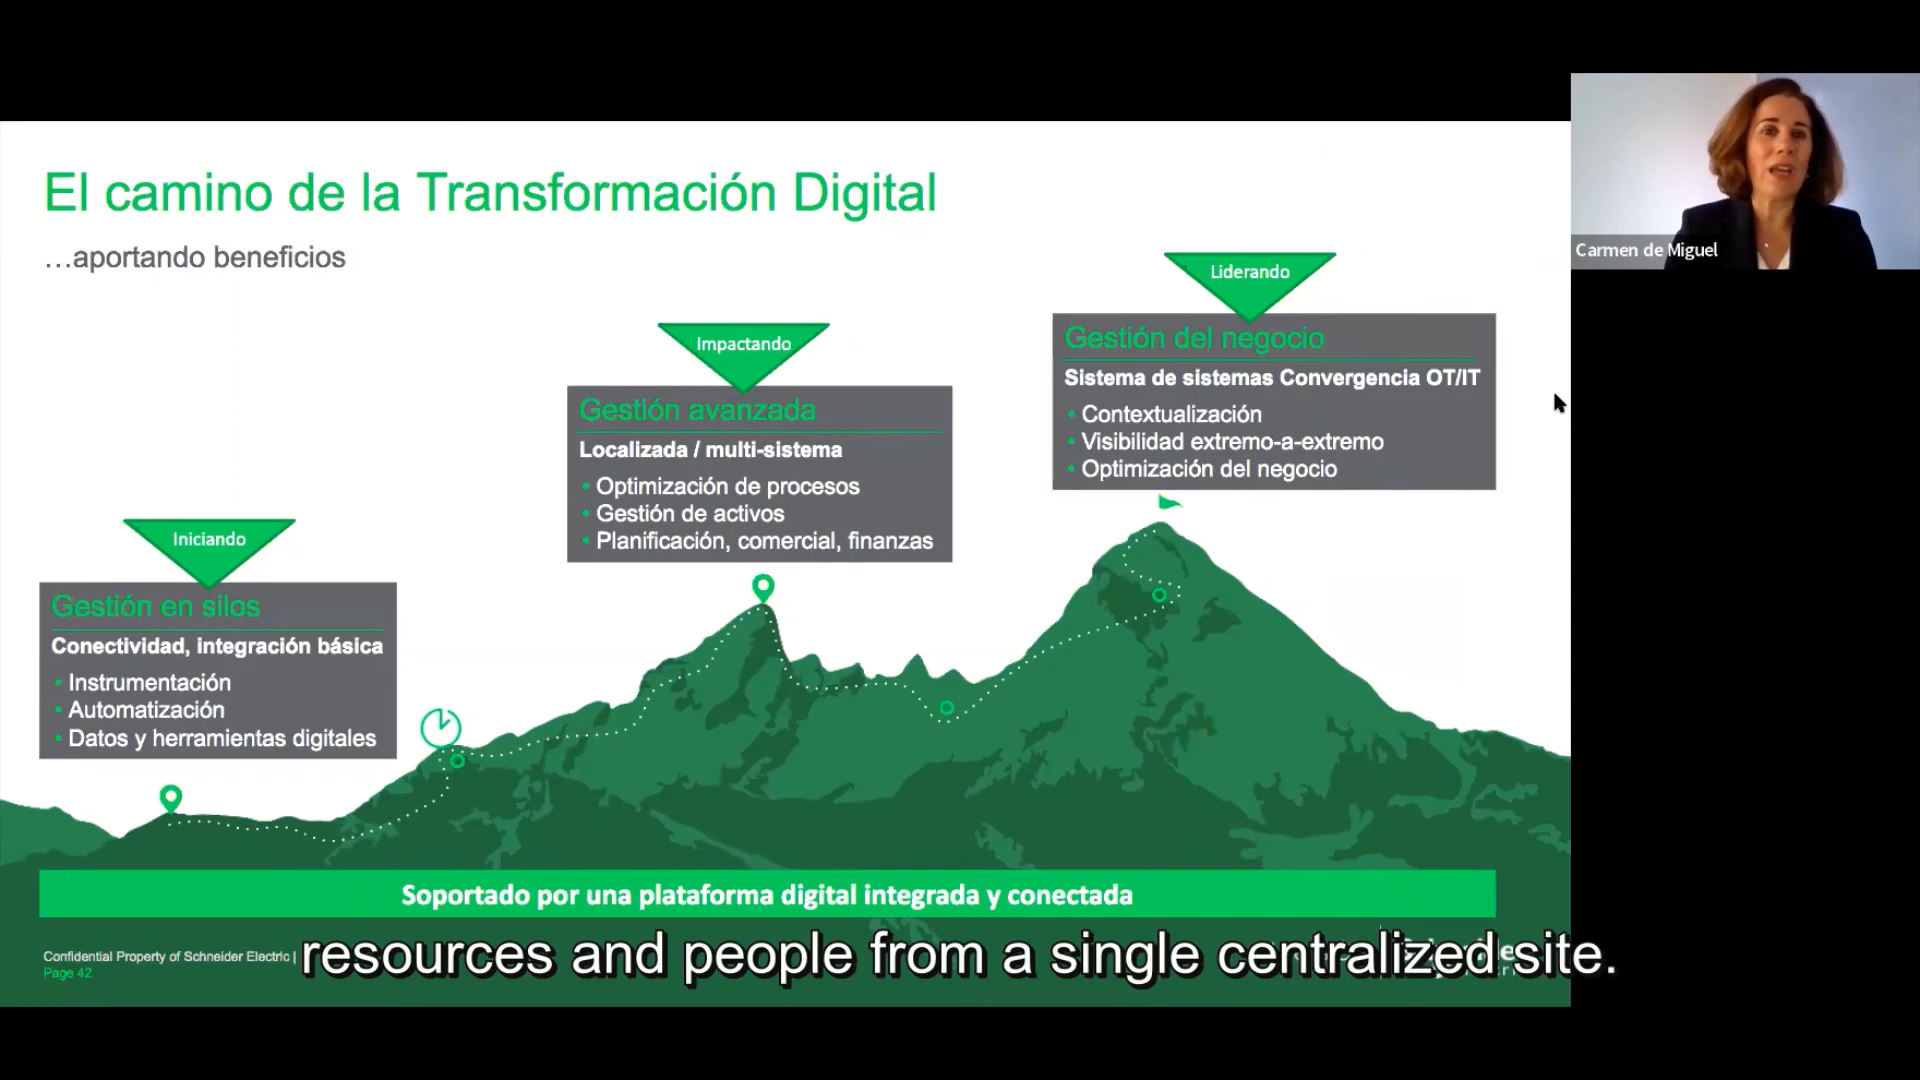 El camino de la Transformación Digital
…aportando beneficios
Carmen de Miguel
Liderando
Gestión del negocio
Sistema de sistemas Convergencia OT/IT
• Contextualización
• Visibilidad extremo-a-extremo
• Optimización del negocio
Impactando
Gestión avanzada
Localizada / multi-sistema
• Optimización de procesos
• Gestión de activos
• Planificación, comercial, finanzas
Iniciando
Gestión en silos
Conectividad, integración básica
• Instrumentación
• Automatización
• Datos y herramientas digitales
Soportado por una plataforma digital integrada y conectada
Confidential Property of Schneider Electric |
Page 42
resources and people from a single centralized site.